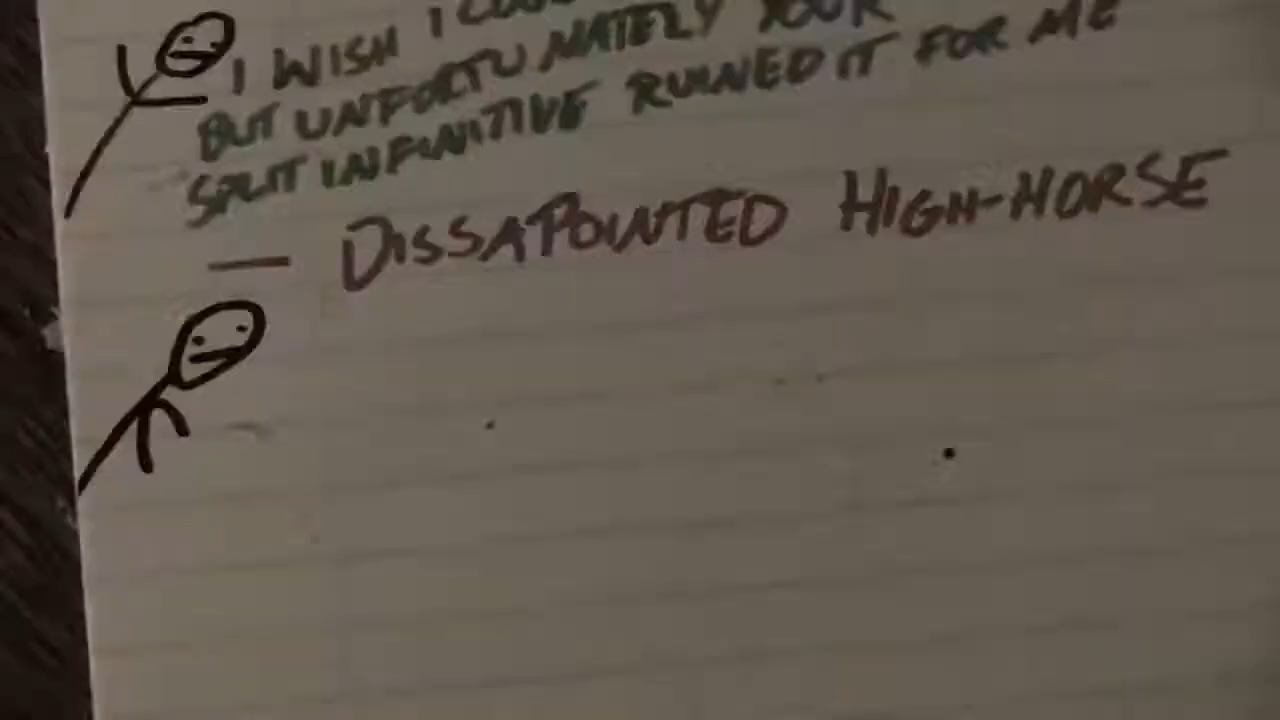 I WISH I
BUT UNFORTUNATELY YOUR
SPLIT INFINITIVE RUINED IT FOR ME
— DISSAPOINTED HIGH-HORSE